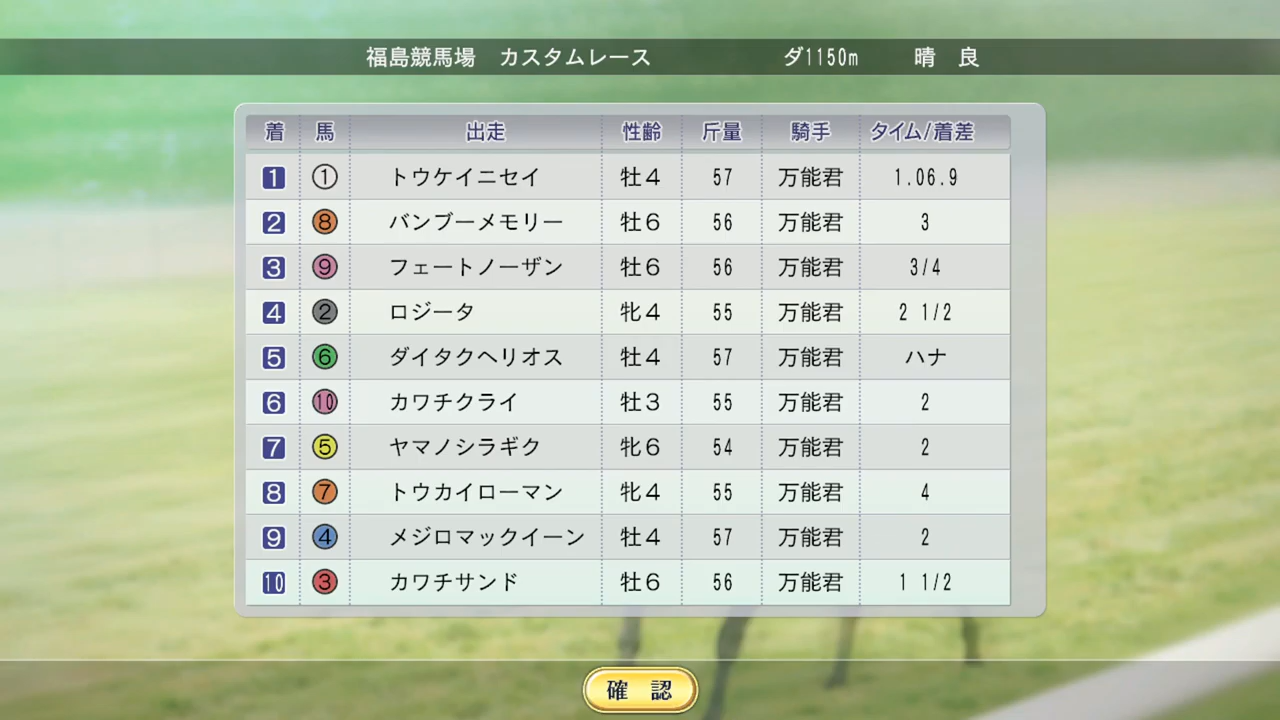 福島競馬場 カスタムレース ダ1150m 晴 良
着 馬 出走 性齢 斤量 騎手 タイム/着差
1 1 トウケイニセイ 牡4 57 万能君 1.06.9
2 8 バンブーメモリー 牡6 56 万能君 3
3 9 フェートノーザン 牡6 56 万能君 3/4
4 2 ロジータ 牝4 55 万能君 2 1/2
5 6 ダイタクヘリオス 牡4 57 万能君 ハナ
6 10 カワチクライ 牡3 55 万能君 2
7 5 ヤマノシラギク 牝6 54 万能君 2
8 7 トウカイローマン 牝4 55 万能君 4
9 4 メジロマックイーン 牡4 57 万能君 2
10 3 カワチサンド 牡6 56 万能君 1 1/2
確 認